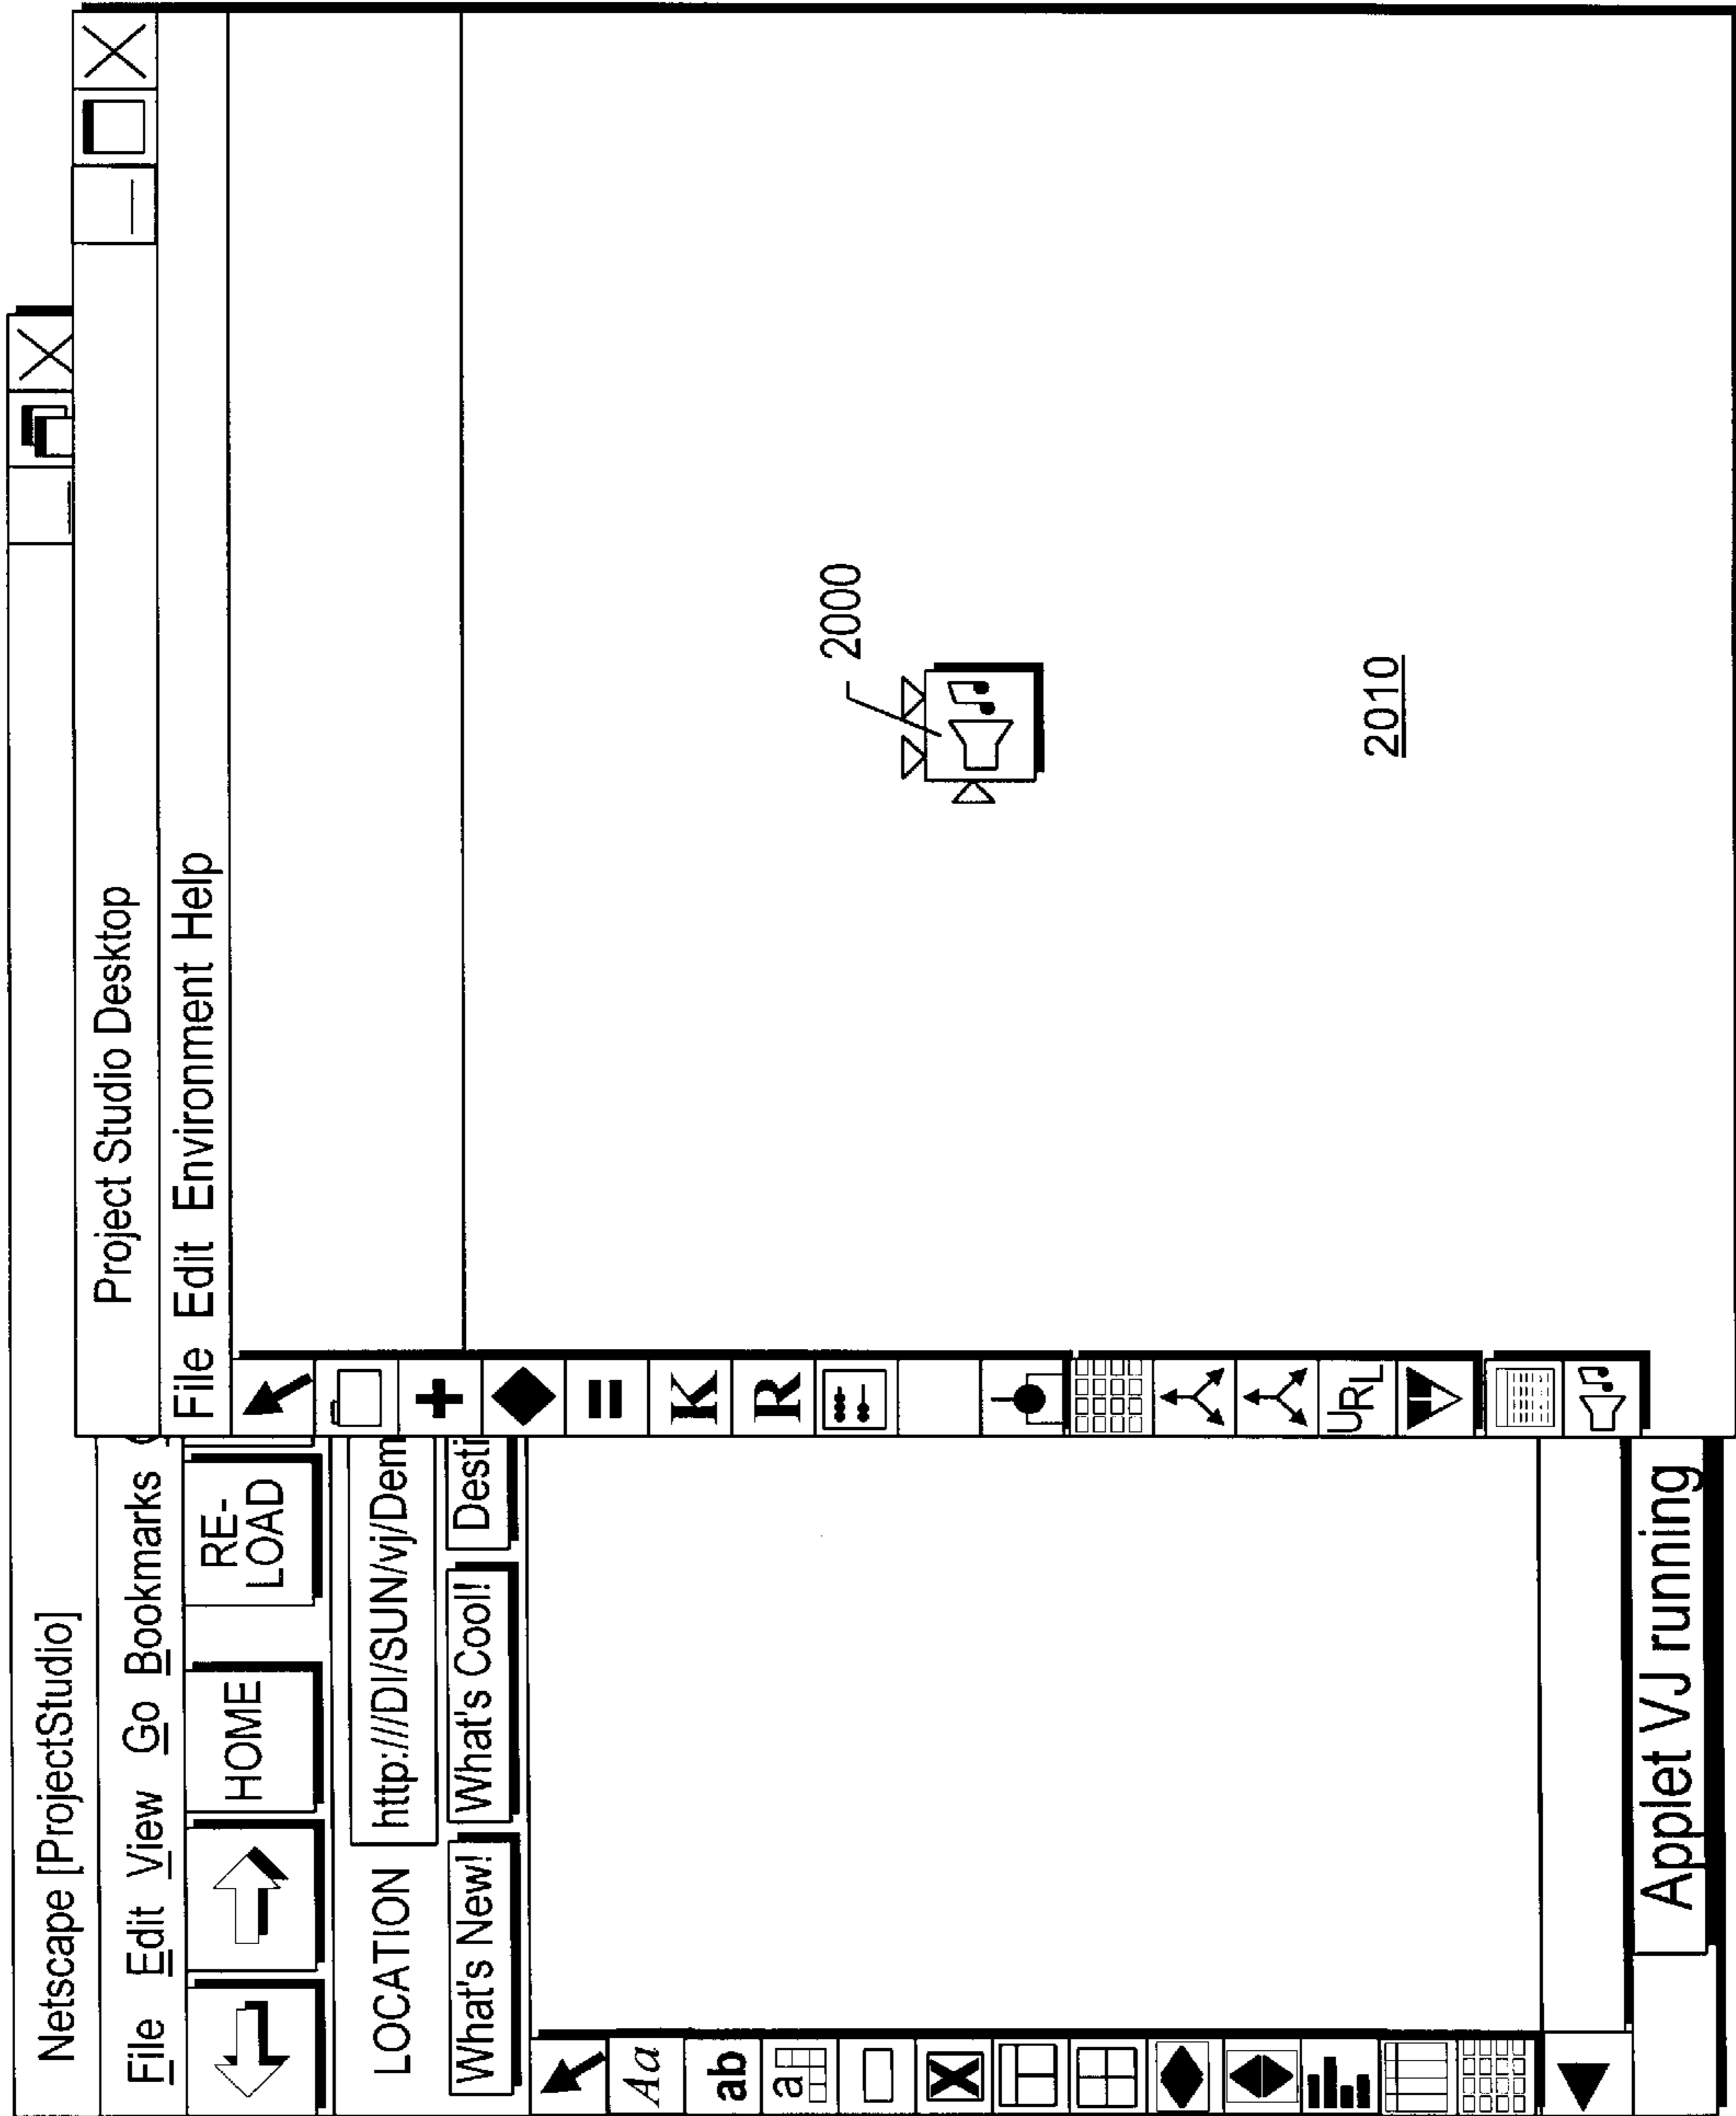 Netscape [ProjectStudio]
File Edit View Go Bookmarks
HOME
RE-
LOAD
LOCATION http:///DI/SUN/vj/Dem
What's New!
What's Cool!
Desti
Aa
ab
a
Applet VJ running
Project Studio Desktop
File Edit Environment Help
K
R
URL
2000
2010